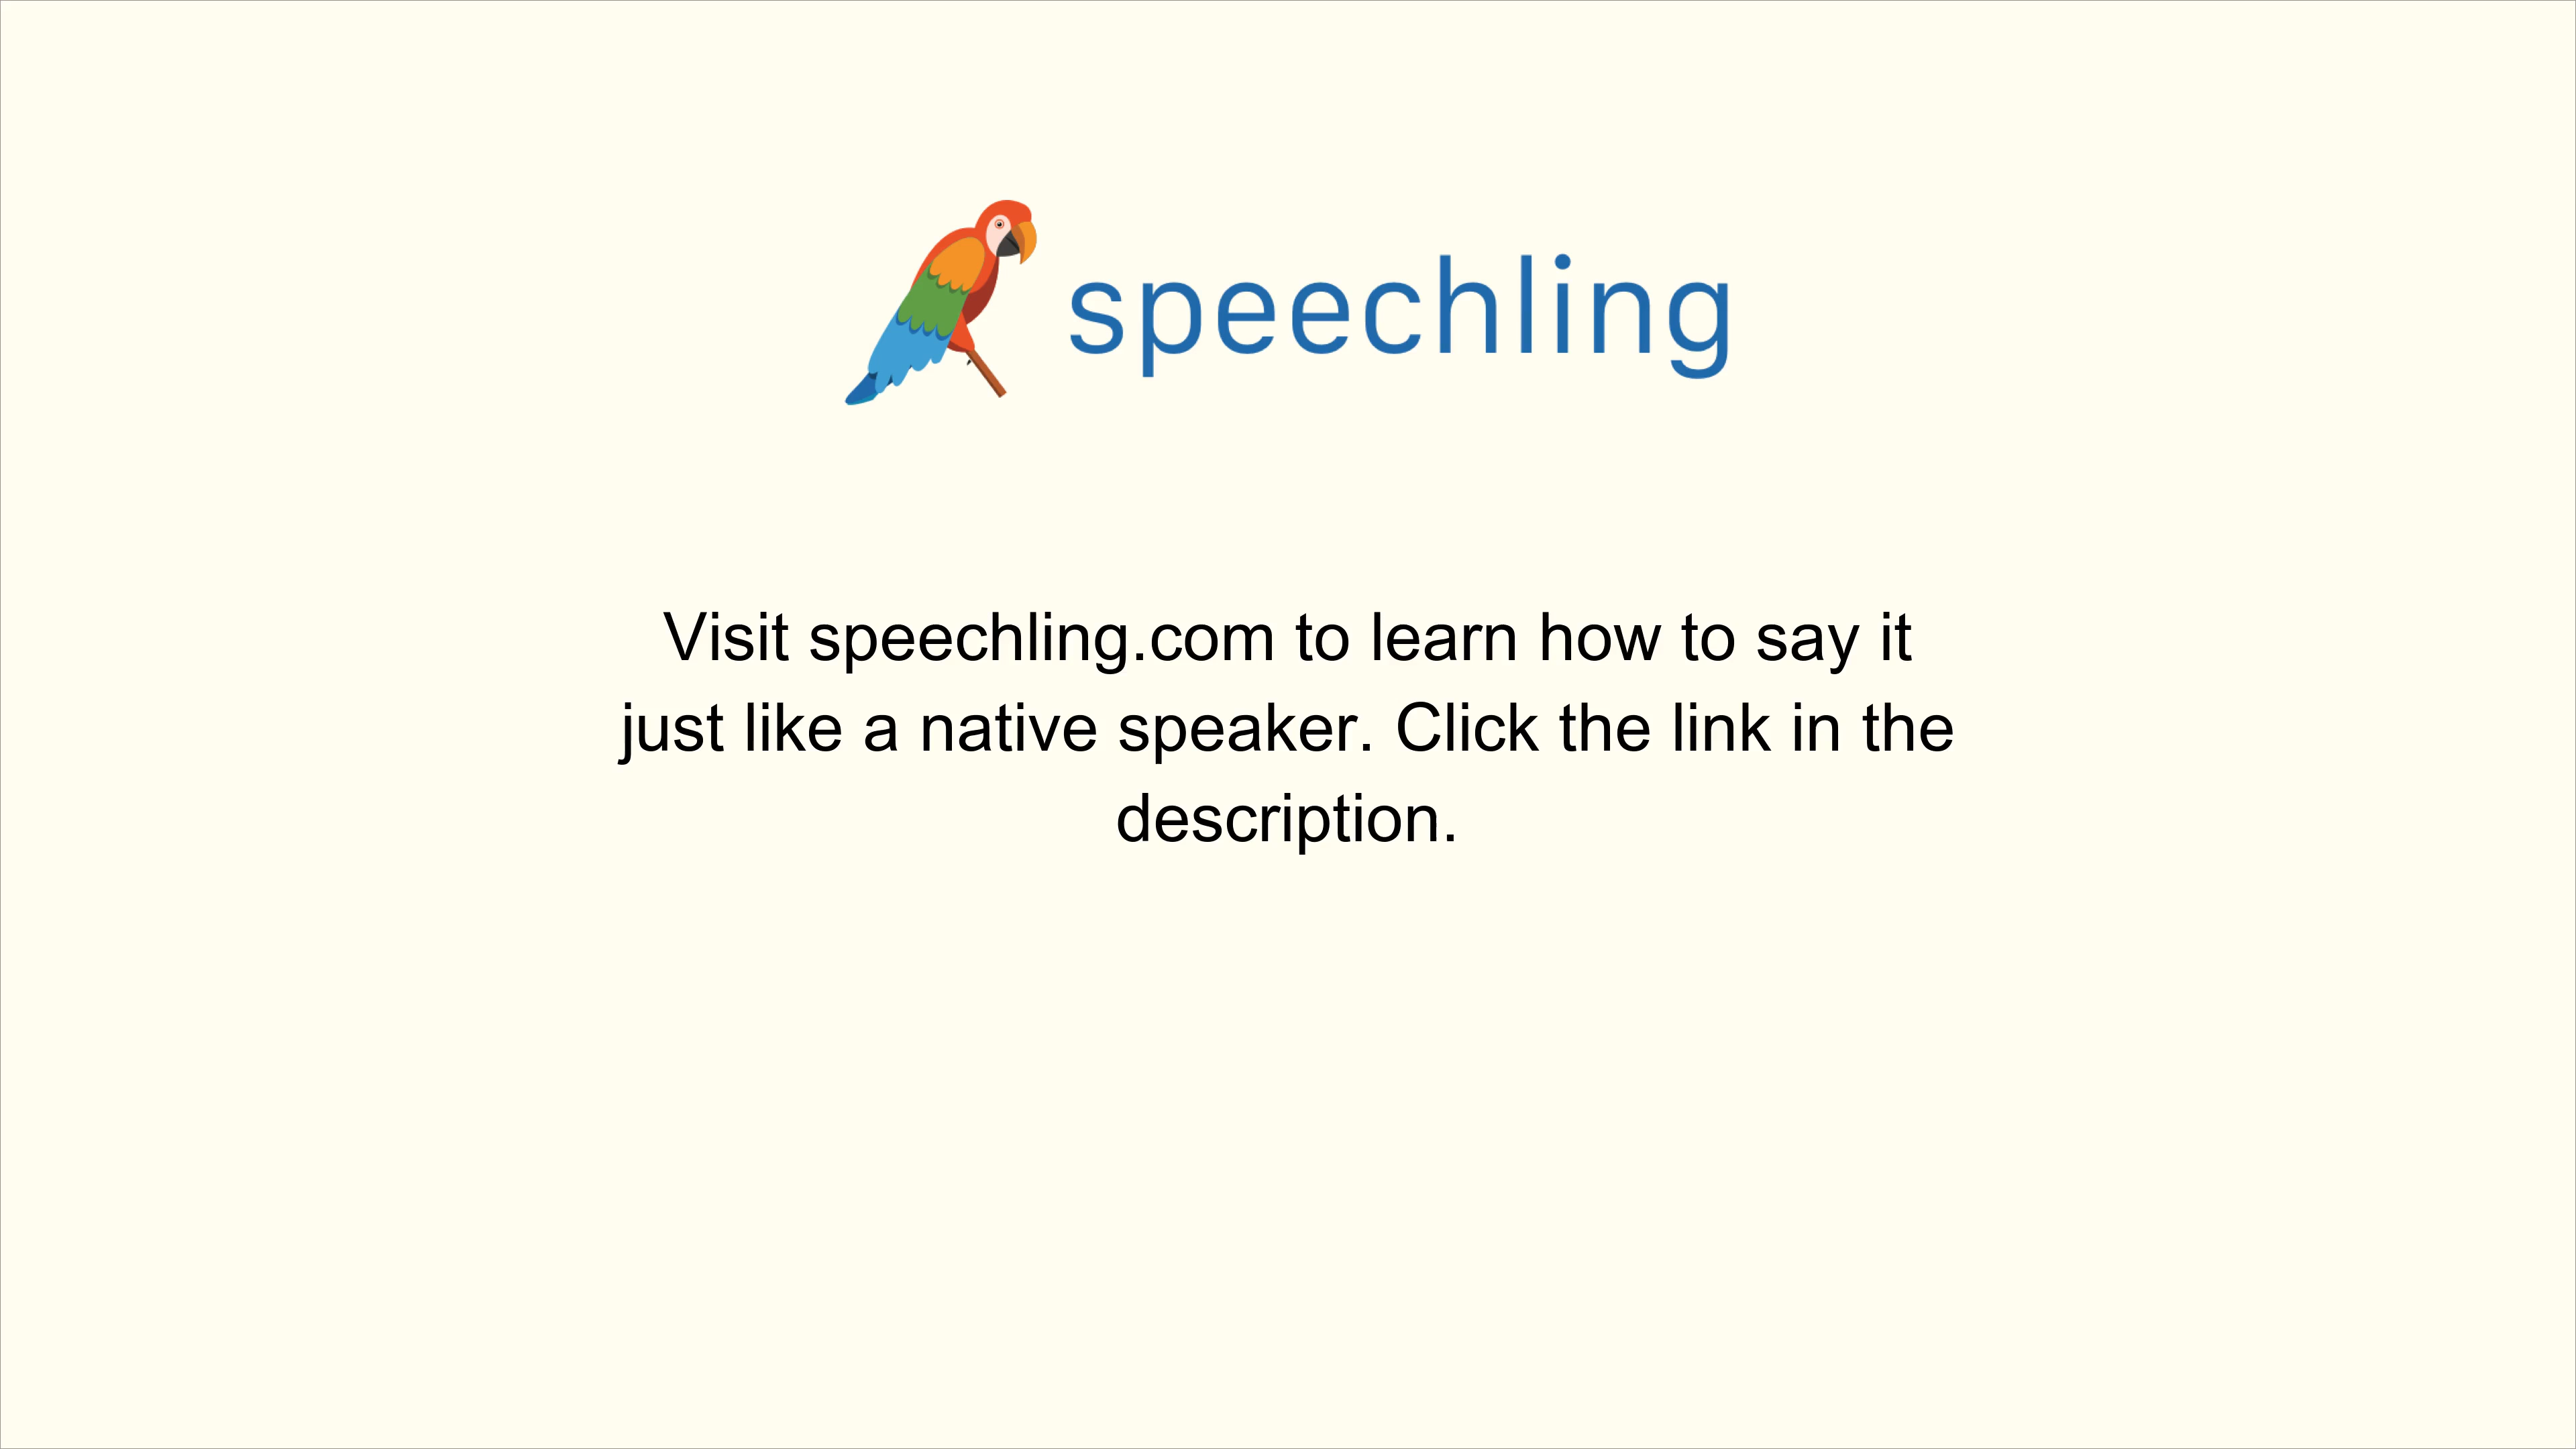 speechling
Visit speechling.com to learn how to say it
just like a native speaker. Click the link in the
description.